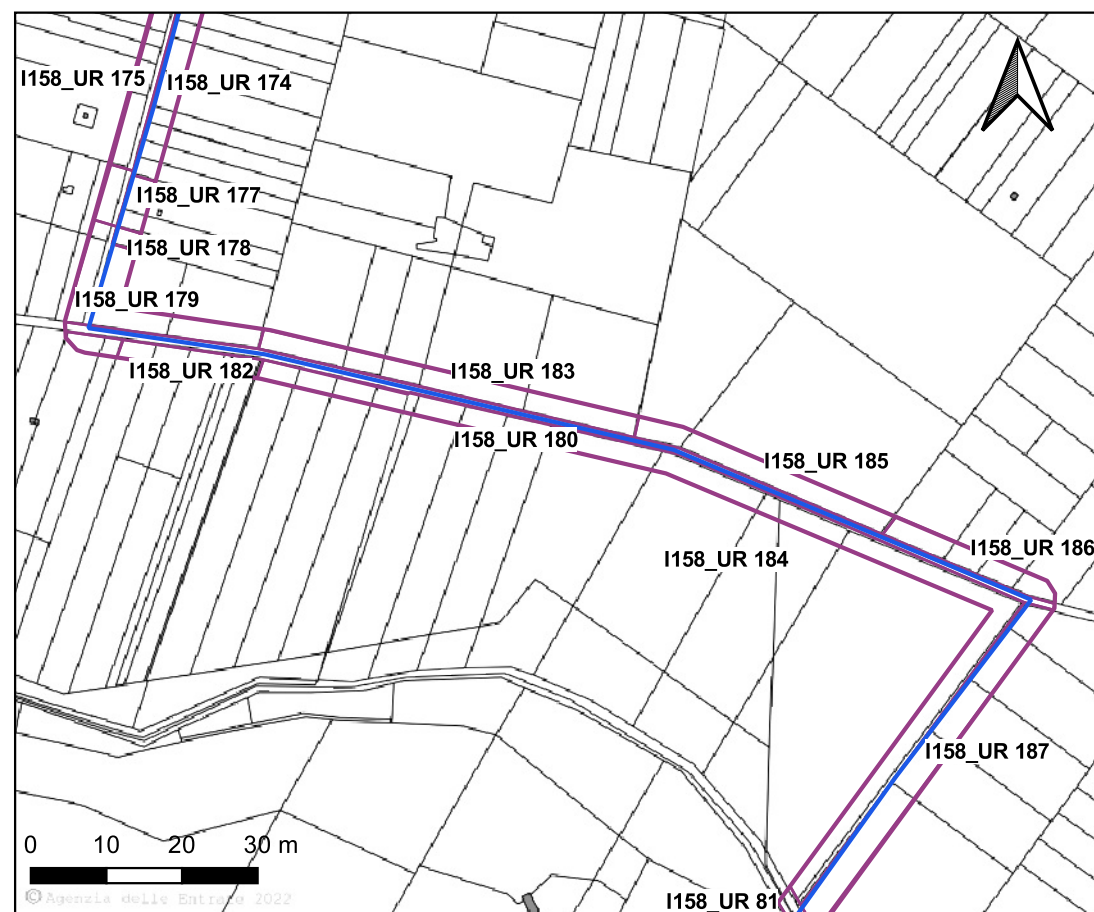 I158_UR 175
I158_UR 174
I158_UR 177
I158_UR 178
I158_UR 179
I158_UR 182
I158_UR 183
I158_UR 180
I158_UR 185
I158_UR 184
I158_UR 186
I158_UR 187
I158_UR 81
0 10 20 30 m
© Agenzia delle Entrate 2022